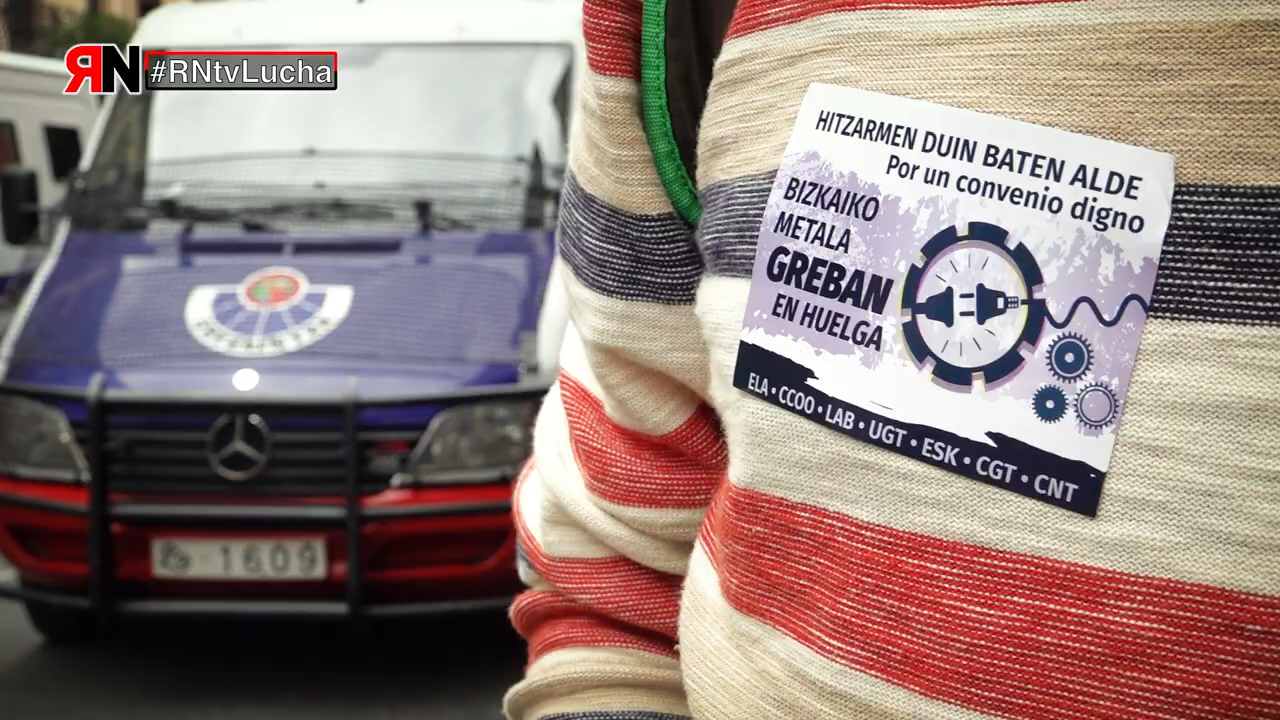 RN #RNtvLucha
HITZARMEN DUIN BATEN ALDE
Por un convenio digno
BIZKAIKO
METALA
GREBAN
EN HUELGA
ELA • CCOO • LAB • UGT • ESK • CGT • CNT
1609